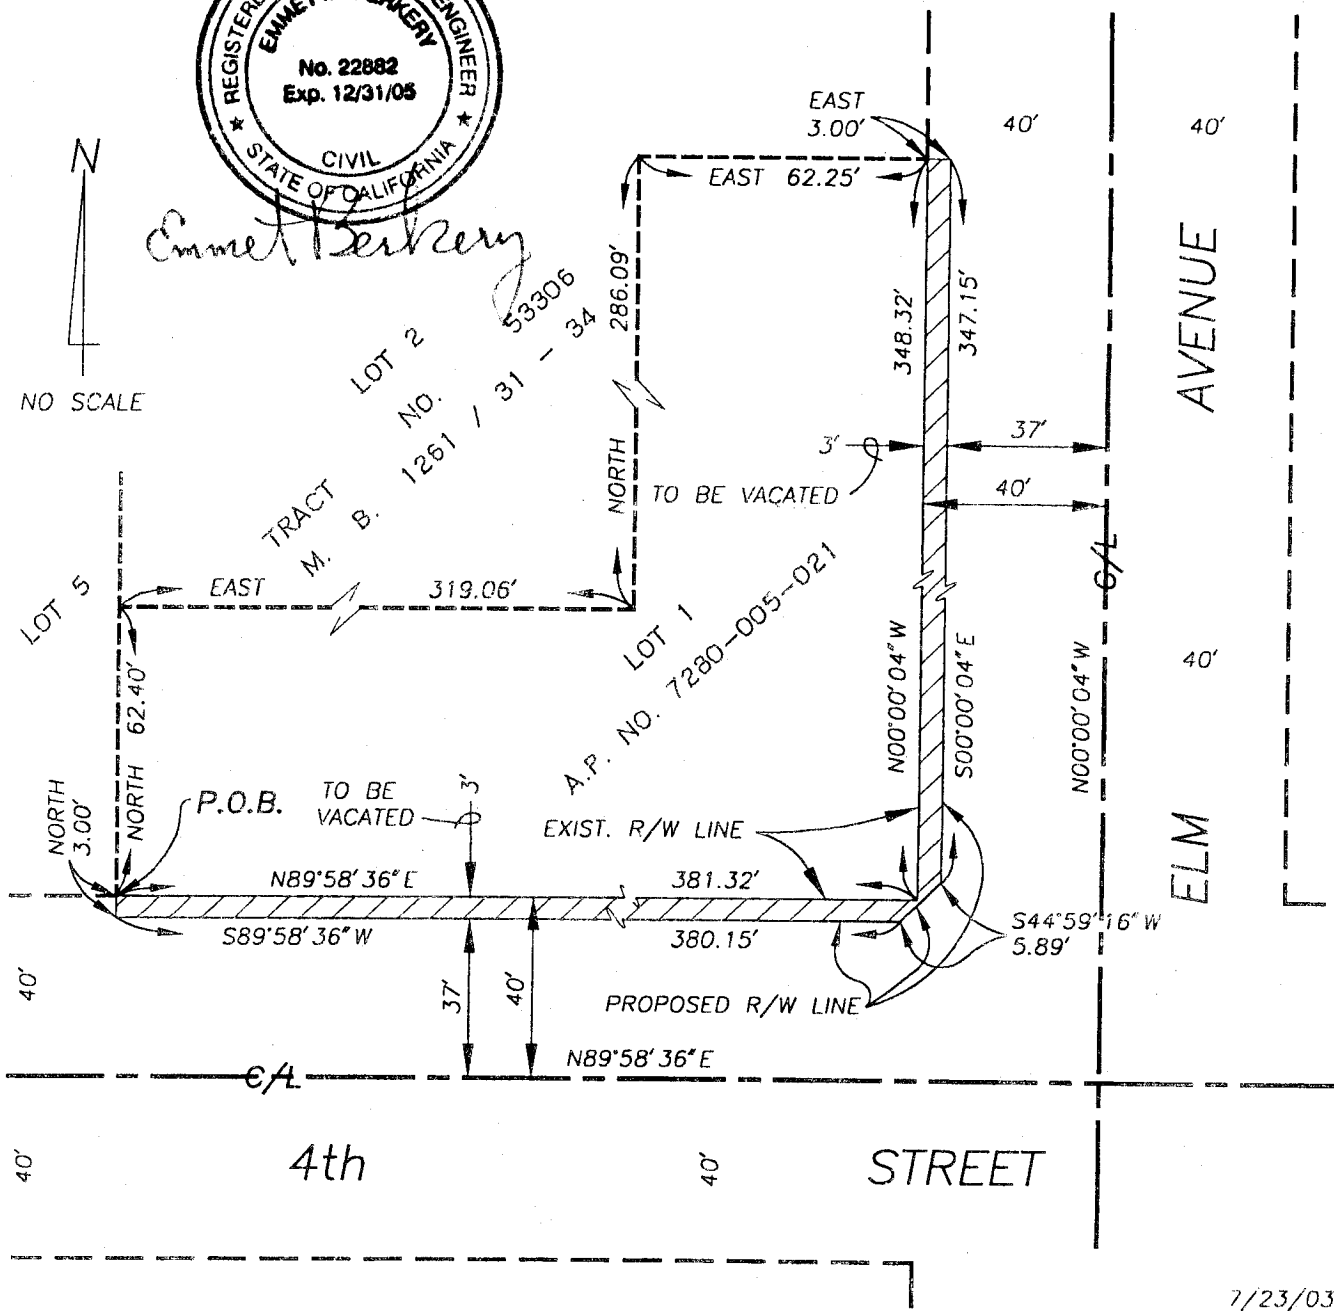 REGISTERED
ENGINEER
No. 22882
Exp. 12/31/05
CIVIL
STATE OF CALIFORNIA
Emmet Berkery
N
NO SCALE
EAST
3.00'
40'
40'
EAST 62.25'
286.09'
NORTH
348.32'
347.15'
AVENUE
LOT 2
TRACT NO. 53306
M. B. 1261 / 31 - 34
37'
3'
40'
TO BE VACATED
C/L
LOT 5
EAST 319.06'
LOT 1
A.P. NO. 7280-005-021
NORTH 62.40'
N00°00'04"W
S00°00'04"E
N00°00'04"W
40'
ELM
NORTH
3.00'
P.O.B.
TO BE
VACATED
3'
EXIST. R/W LINE
N89°58'36"E
381.32'
S89°58'36"W
380.15'
S44°59'16"W
5.89'
40'
37'
40'
PROPOSED R/W LINE
N89°58'36"E
C/L
40'
4th
40'
STREET
7/23/03